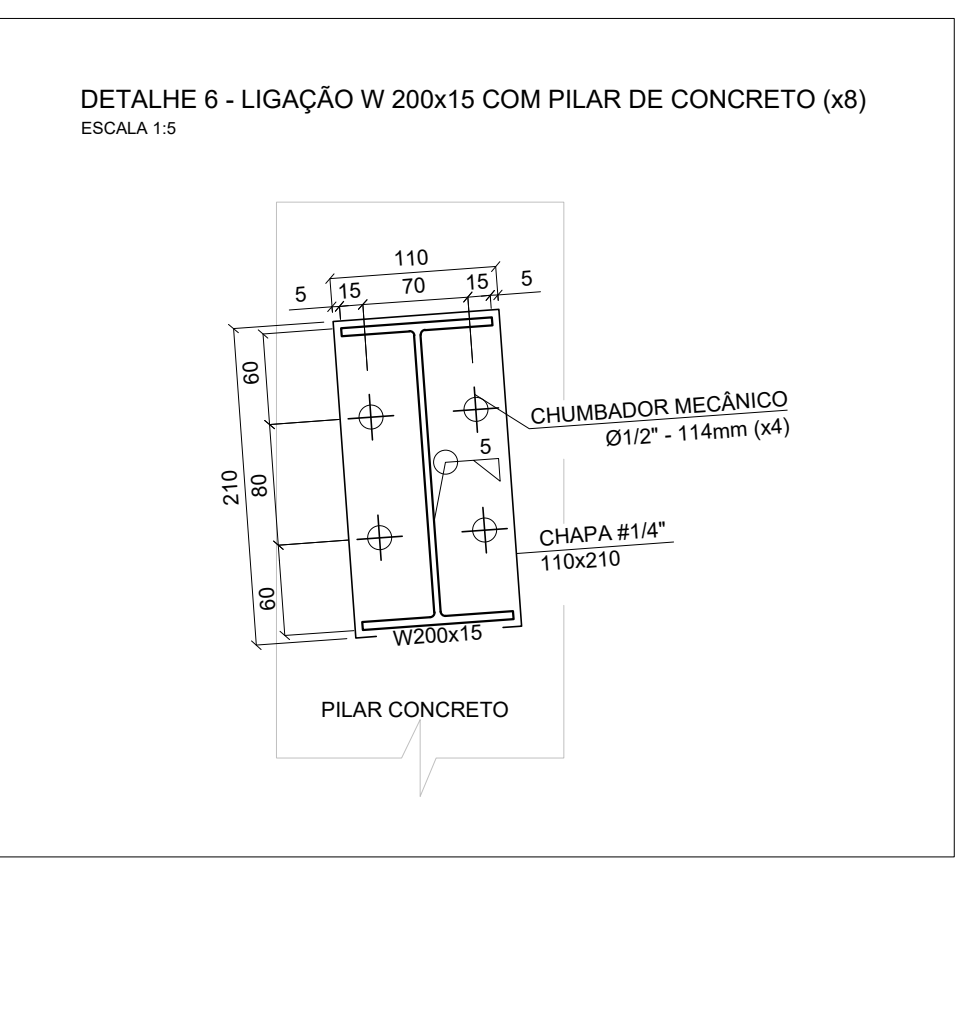 DETALHE 6 - LIGAÇÃO W 200x15 COM PILAR DE CONCRETO (x8)
ESCALA 1:5
110
5
15
70
15
5
60
CHUMBADOR MECÂNICO
Ø1/2" - 114mm (x4)
5
210
80
CHAPA #1/4"
110x210
60
W200x15
PILAR CONCRETO